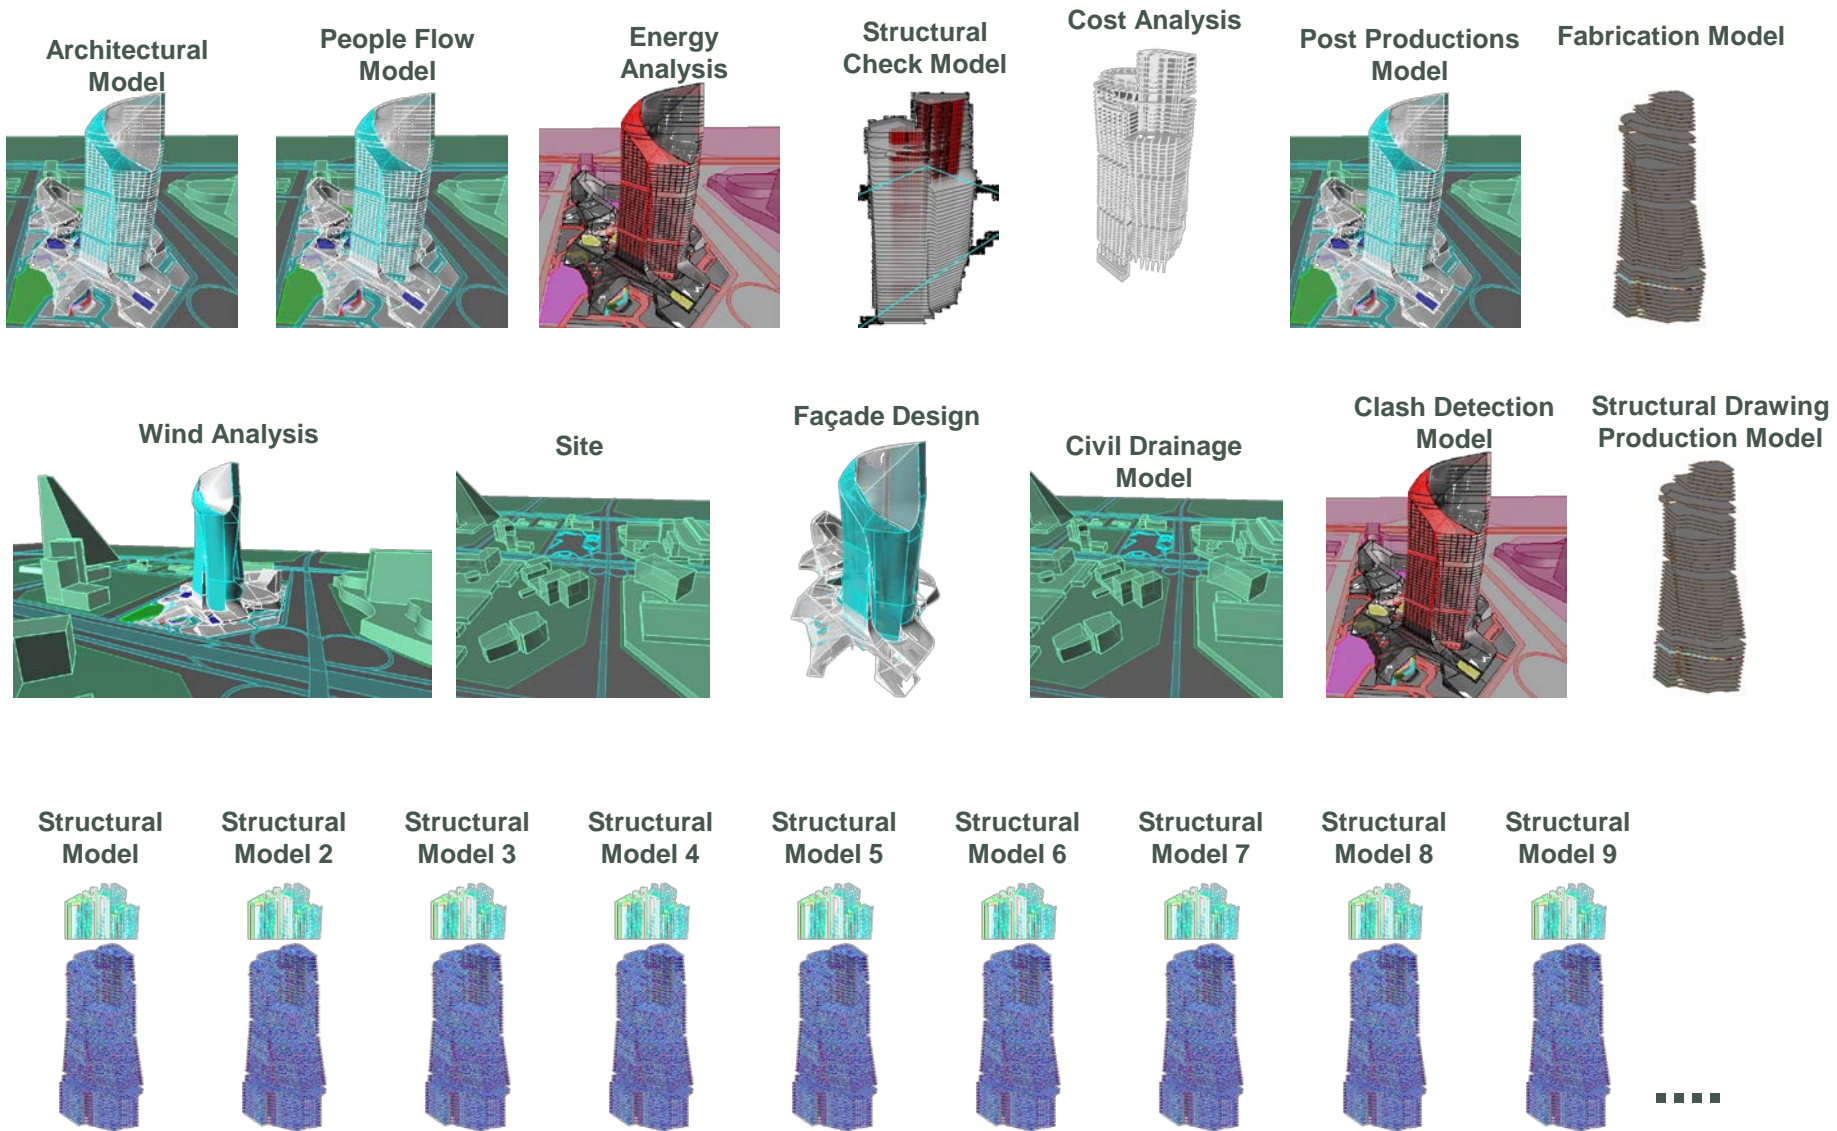 Architectural
Model
People Flow
Model
Energy
Analysis
Structural
Check Model
Cost Analysis
Post Productions
Model
Fabrication Model
Wind Analysis
Site
Façade Design
Civil Drainage
Model
Clash Detection
Model
Structural Drawing
Production Model
Structural
Model
Structural
Model 2
Structural
Model 3
Structural
Model 4
Structural
Model 5
Structural
Model 6
Structural
Model 7
Structural
Model 8
Structural
Model 9
....